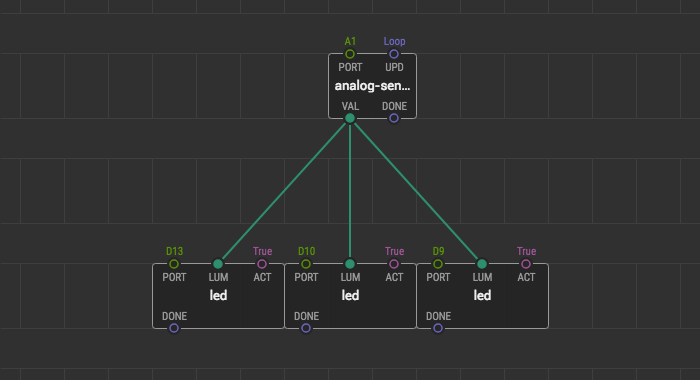 A1 Loop
PORT UPD
analog-sen...
VAL DONE
D13 True D10 True D9 True
PORT LUM ACT PORT LUM ACT PORT LUM ACT
led led led
DONE DONE DONE